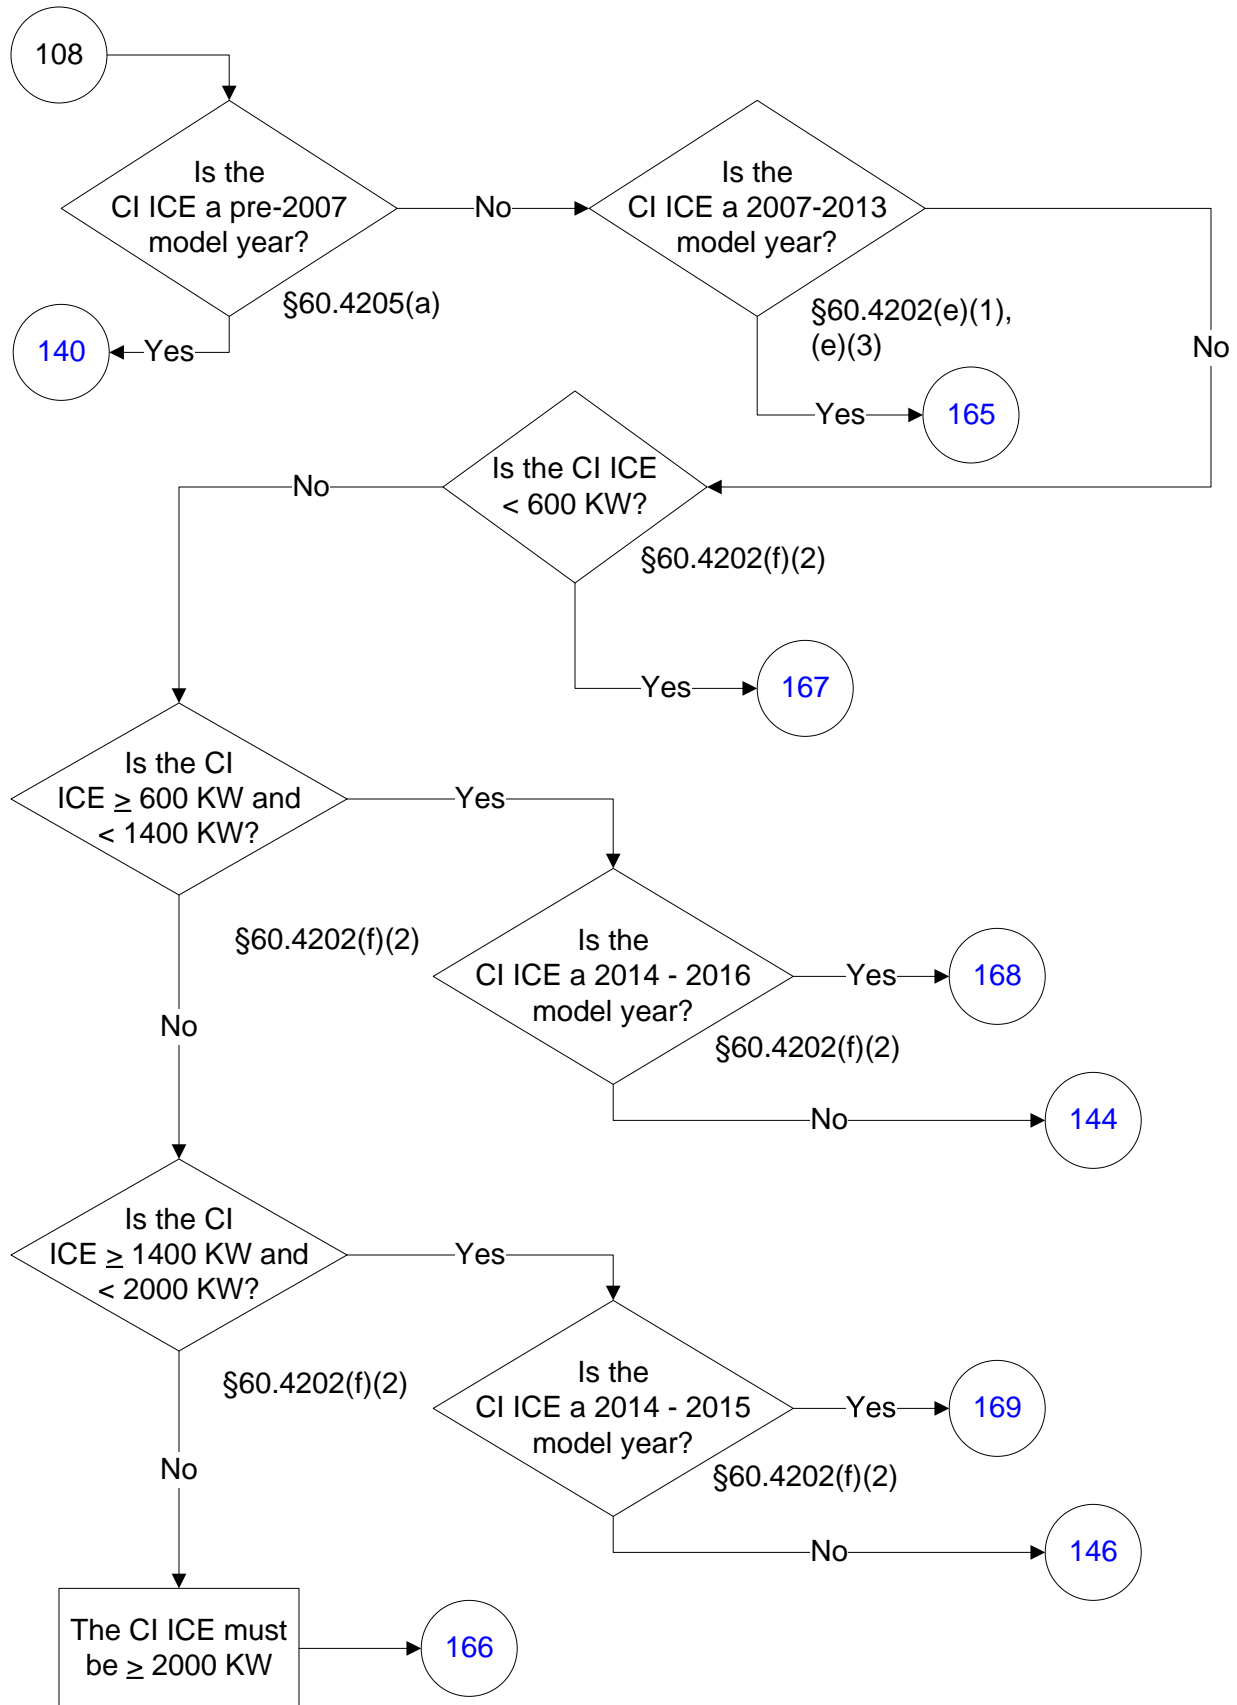 108
Is the
CI ICE a pre-2007
model year?
No
Is the
CI ICE a 2007-2013
model year?
§60.4205(a)
§60.4202(e)(1),
(e)(3)
140
Yes
No
Yes
165
Is the CI ICE
< 600 KW?
No
§60.4202(f)(2)
Yes
167
Is the CI
ICE ≥ 600 KW and
< 1400 KW?
Yes
§60.4202(f)(2)
Is the
CI ICE a 2014 - 2016
model year?
Yes
168
§60.4202(f)(2)
No
No
144
Is the CI
ICE ≥ 1400 KW and
< 2000 KW?
Yes
§60.4202(f)(2)
Is the
CI ICE a 2014 - 2015
model year?
Yes
169
§60.4202(f)(2)
No
No
146
The CI ICE must
be ≥ 2000 KW
166